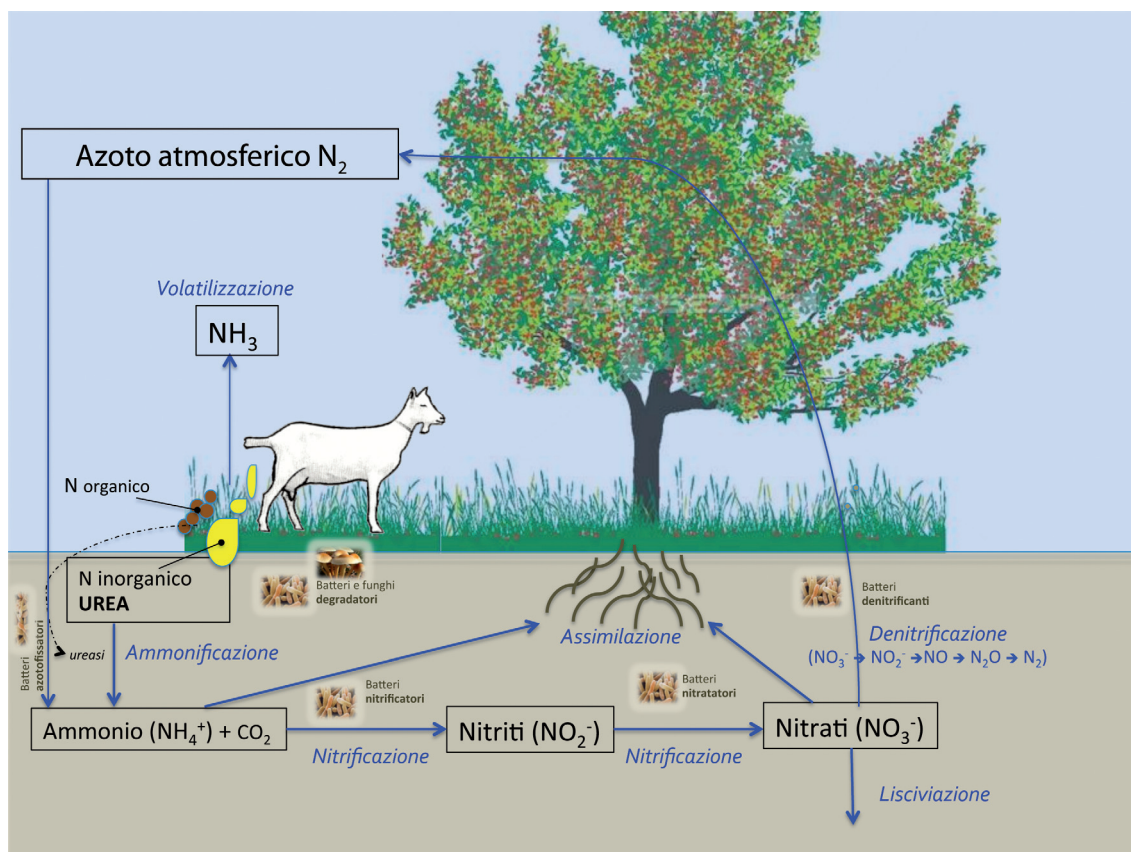 Azoto atmosferico N₂
Volatilizzazione
NH₃
N organico
N inorganico
UREA
Batteri e funghi
degradatori
Batteri
azotofissatori
ureasi
Ammonificazione
Assimilazione
Batteri
denitrificanti
Denitrificazione
(NO₃⁻ → NO₂⁻ →NO → N₂O → N₂)
Batteri
nitrificatori
Batteri
nitratatori
Ammonio (NH₄⁺) + CO₂
Nitriti (NO₂⁻)
Nitrati (NO₃⁻)
Nitrificazione
Nitrificazione
Lisciviazione